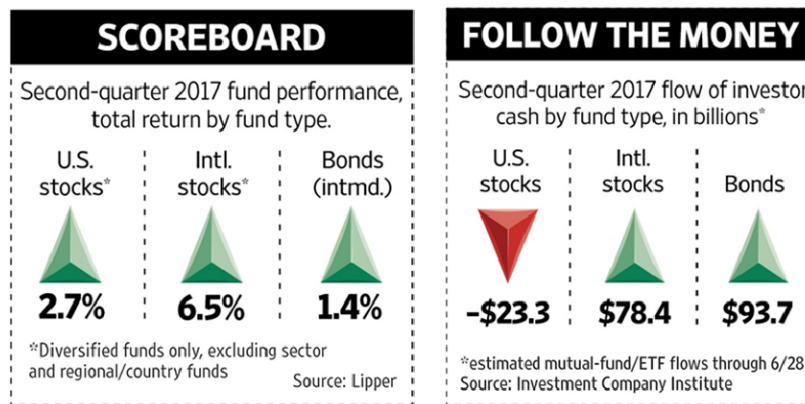 SCOREBOARD
Second-quarter 2017 fund performance,
total return by fund type.
U.S.
stocks*
Intl.
stocks*
Bonds
(intmd.)
2.7%
6.5%
1.4%
*Diversified funds only, excluding sector
and regional/country funds
Source: Lipper
FOLLOW THE MONEY
Second-quarter 2017 flow of investor
cash by fund type, in billions*
U.S.
stocks
Intl.
stocks
Bonds
-$23.3
$78.4
$93.7
*estimated mutual-fund/ETF flows through 6/28
Source: Investment Company Institute